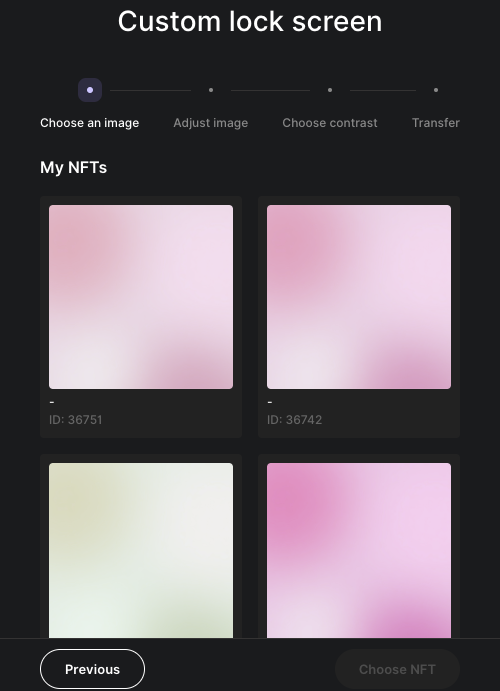 Custom lock screen
Choose an image
Adjust image
Choose contrast
Transfer
My NFTs
-
ID: 36751
-
ID: 36742
Previous
Choose NFT